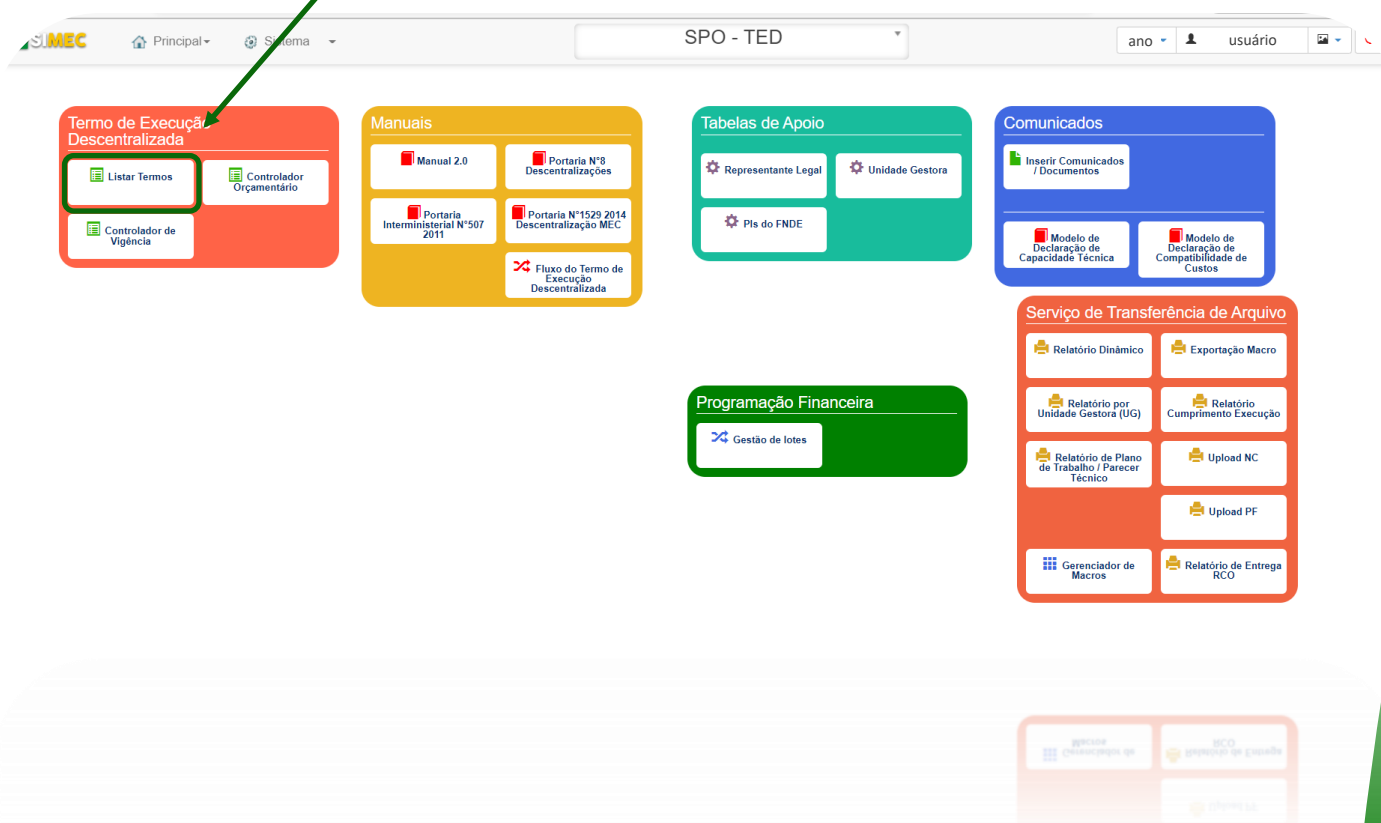 SIMEC
Principal
Sistema
SPO - TED
ano
usuário
Termo de Execução
Descentralizada
Listar Termos
Controlador
Orçamentário
Controlador de
Vigência
Manuais
Manual 2.0
Portaria N°8
Descentralizações
Portaria
Interministerial N°507
2011
Portaria N°1529 2014
Descentralização MEC
Fluxo do Termo de
Execução
Descentralizada
Tabelas de Apoio
Representante Legal
Unidade Gestora
PIs do FNDE
Comunicados
Inserir Comunicados
/ Documentos
Modelo de
Declaração de
Capacidade Técnica
Modelo de
Declaração de
Compatibilidade de
Custos
Programação Financeira
Gestão de lotes
Serviço de Transferência de Arquivo
Relatório Dinâmico
Exportação Macro
Relatório por
Unidade Gestora (UG)
Relatório
Cumprimento Execução
Relatório de Plano
de Trabalho / Parecer
Técnico
Upload NC
Upload PF
Gerenciador de
Macros
Relatório de Entrega
RCO